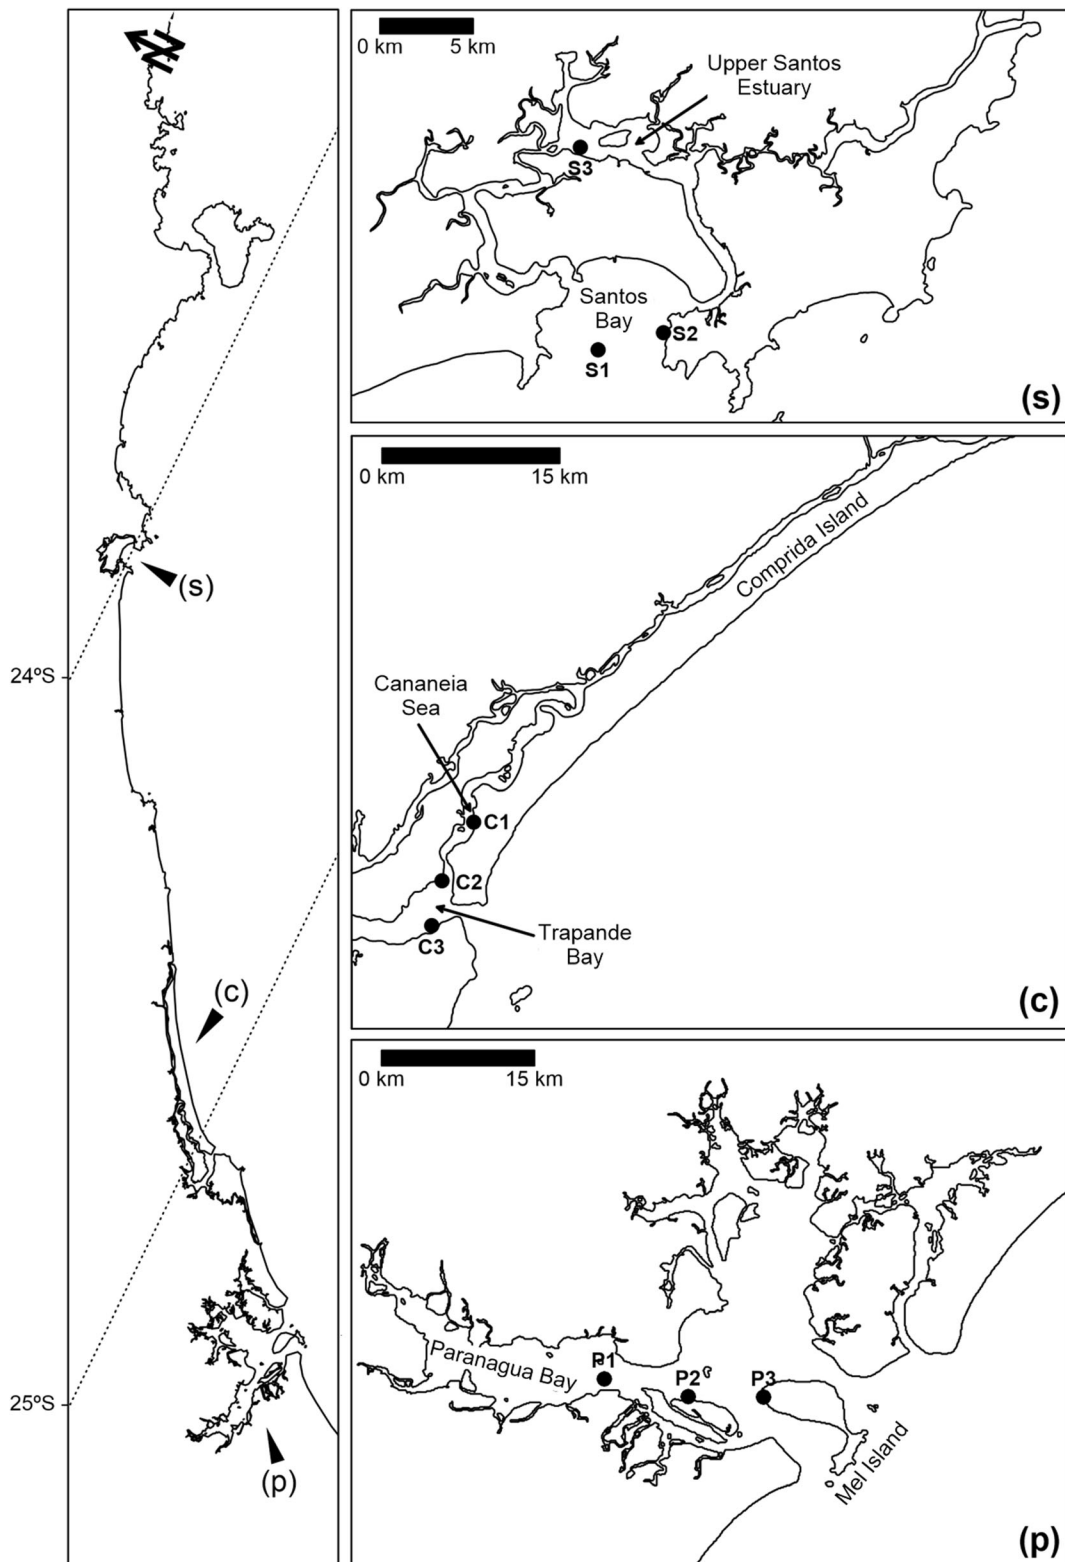 N
(s)
24ºS
(c)
25ºS
(p)
0 km 5 km
Upper Santos
Estuary
S3
Santos
Bay
S2
S1
(s)
0 km 15 km
Comprida Island
Cananeia
Sea
C1
C2
Trapande
Bay
C3
(c)
0 km 15 km
Paranagua Bay
P1
P2
P3
Mel Island
(p)